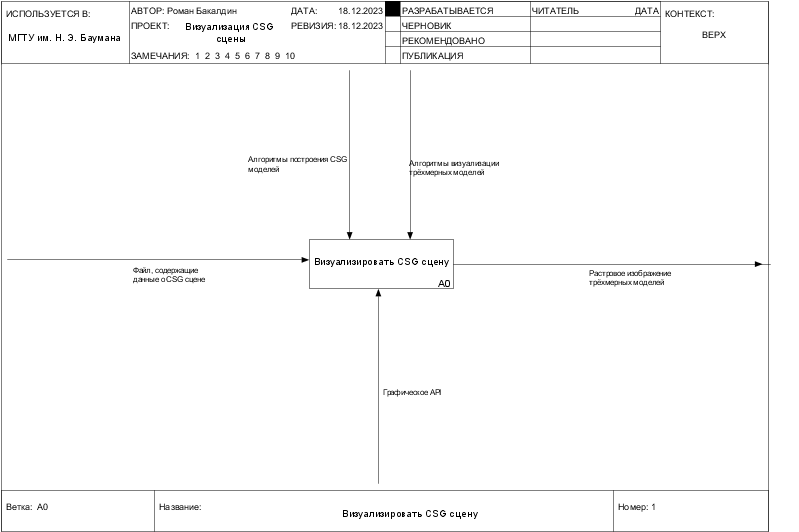 ИСПОЛЬЗУЕТСЯ В:
МГТУ им. Н. Э. Баумана
АВТОР: Роман Бакалдин
ДАТА: 18.12.2023
ПРОЕКТ: Визуализация CSG
сцены
РЕВИЗИЯ: 18.12.2023
ЗАМЕЧАНИЯ: 1 2 3 4 5 6 7 8 9 10
РАЗРАБАТЫВАЕТСЯ
ЧЕРНОВИК
РЕКОМЕНДОВАНО
ПУБЛИКАЦИЯ
ЧИТАТЕЛЬ ДАТА
КОНТЕКСТ:
ВЕРХ
Алгоритмы построения CSG
моделей
Алгоритмы визуализации
трёхмерных моделей
Визуализировать CSG сцену
A0
Файл, содержащие
данные о CSG сцене
Растровое изображение
трёхмерных моделей
Графическое API
Ветка: A0
Название:
Визуализировать CSG сцену
Номер: 1